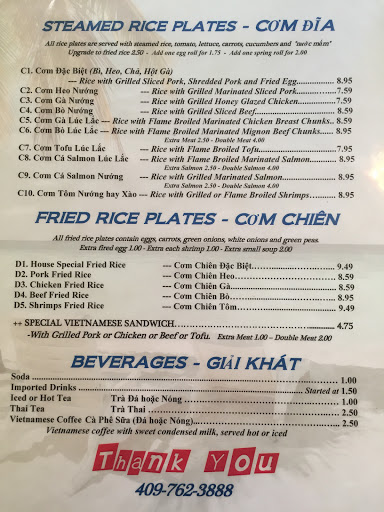 STEAMED RICE PLATES - CƠM ĐĨA
All rice plates are served with steamed rice, tomato, lettuce, carrots, cucumbers and "nước mắm"
Upgrade to fried rice 2.50 - Add one egg roll for 1.75 - Add one spring roll for 2.00
C1. Cơm Đặc Biệt (Bì, Heo, Chả, Hột Gà)
--- Rice with Grilled Sliced Pork, Shredded Pork and Fried Egg..................8.95
C2. Cơm Heo Nướng --- Rice with Grilled Marinated Sliced Pork............7.59
C3. Cơm Gà Nướng --- Rice with Grilled Honey Glazed Chicken............7.59
C4. Cơm Bò Nướng --- Rice with Grilled Sliced Beef..................8.59
C5. Cơm Gà Lúc Lắc --- Rice with Flame Broiled Marinated Chicken Breast Chunks..8.59
C6. Cơm Bò Lúc Lắc --- Rice with Flame Broiled Marinated Mignon Beef Chunks......8.95
Extra Meat 2.50 - Double Meat 4.00
C7. Cơm Tofu Lúc Lắc --- Rice with Flame Broiled Tofu..................7.95
C8. Cơm Cá Salmon Lúc Lắc --- Rice with Flame Broiled Marinated Salmon............8.95
Extra Salmon 2.50 - Double Salmon 4.00
C9. Cơm Cá Salmon Nướng --- Rice with Grilled Marinated Salmon..................8.95
Extra Salmon 2.50 - Double Salmon 4.00
C10. Cơm Tôm Nướng hay Xào --- Rice with Grilled or Flame Broiled Shrimps............8.95
FRIED RICE PLATES - CƠM CHIÊN
All fried rice plates contain eggs, carrots, green onions, white onions and green peas.
Extra fired egg 1.00 - Extra each shrimp 1.00 - Extra small soup 2.00
D1. House Special Fried Rice --- Cơm Chiên Đặc Biệt..................9.49
D2. Pork Fried Rice --- Cơm Chiên Heo..................8.59
D3. Chicken Fried Rice --- Cơm Chiên Gà..................8.59
D4. Beef Fried Rice --- Cơm Chiên Bò..................8.95
D5. Shrimps Fried Rice --- Cơm Chiên Tôm..................9.49
++ SPECIAL VIETNAMESE SANDWICH..................4.75
-With Grilled Pork or Chicken or Beef or Tofu. Extra Meat 1.00 – Double Meat 2.00
BEVERAGES - GIẢI KHÁT
Soda..................1.00
Imported Drinks..................Started at 1.50
Iced or Hot Tea Trà Đá hoặc Nóng..................1.00
Thai Tea Trà Thai..................2.50
Vietnamese Coffee Cà Phê Sữa (Đá hoặc Nóng)..................2.50
Vietnamese coffee with sweet condensed milk, served hot or iced
Thank You
409-762-3888